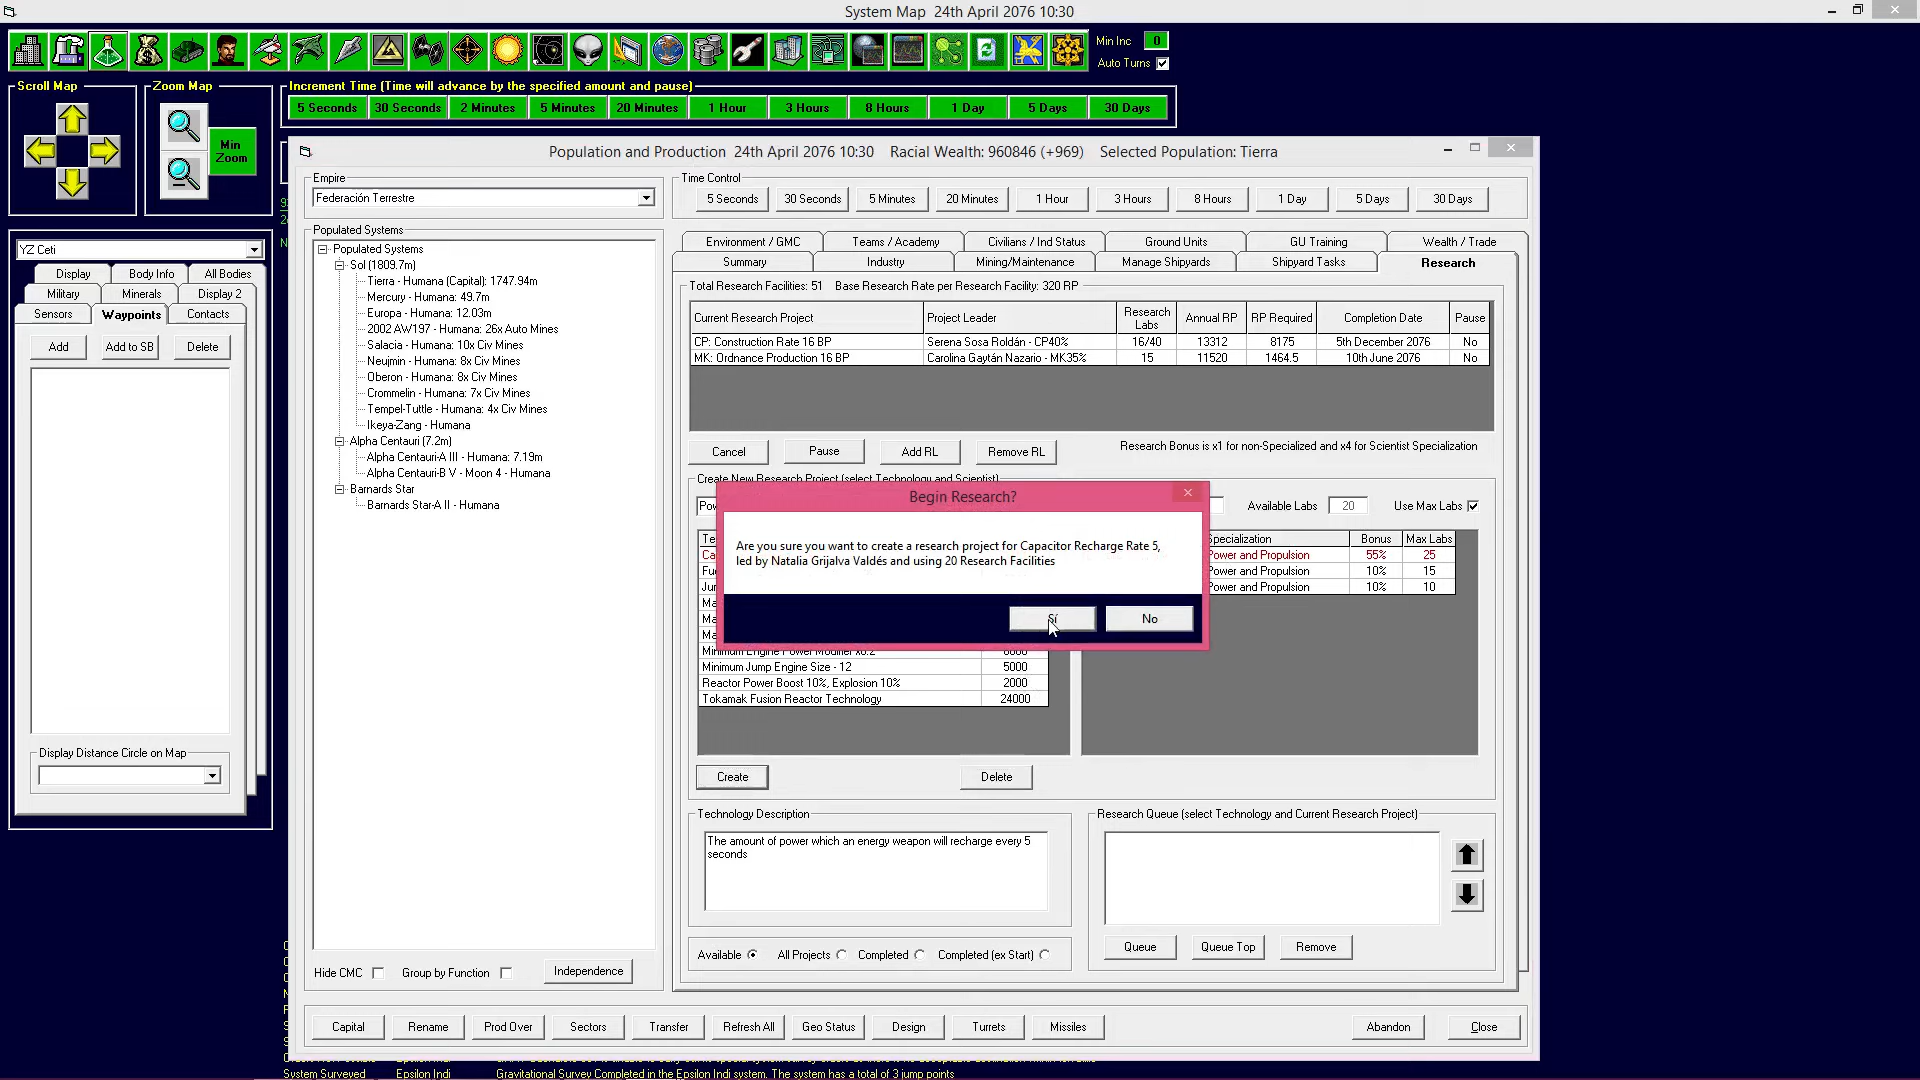 System Map 24th April 2076 10:30
Min Inc 0
Auto Turns
Scroll Map
Zoom Map
Min Zoom
Increment Time (Time will advance by the specified amount and pause)
5 Seconds 30 Seconds 2 Minutes 5 Minutes 20 Minutes 1 Hour 3 Hours 8 Hours 1 Day 5 Days 30 Days
Population and Production 24th April 2076 10:30 Racial Wealth: 960846 (+969) Selected Population: Tierra
YZ Ceti
Display Body Info All Bodies
Military Minerals Display 2
Sensors Waypoints Contacts
Add Add to SB Delete
Display Distance Circle on Map
Empire
Federación Terrestre
Populated Systems
Populated Systems
Sol (1809.7m)
Tierra - Humana (Capital): 1747.94m
Mercury - Humana: 49.7m
Europa - Humana: 12.03m
2002 AW197 - Humana: 26x Auto Mines
Salacia - Humana: 10x Civ Mines
Neujmin - Humana: 8x Civ Mines
Oberon - Humana: 8x Civ Mines
Crommelin - Humana: 7x Civ Mines
Tempel-Tuttle - Humana: 4x Civ Mines
Ikeya-Zang - Humana
Alpha Centauri (7.2m)
Alpha Centauri-A III - Humana: 7.19m
Alpha Centauri-B V - Moon 4 - Humana
Barnards Star
Barnards Star-A II - Humana
Hide CMC Group by Function Independence
Time Control
5 Seconds 30 Seconds 5 Minutes 20 Minutes 1 Hour 3 Hours 8 Hours 1 Day 5 Days 30 Days
Environment / GMC Teams / Academy Civilians / Ind Status Ground Units GU Training Wealth / Trade
Summary Industry Mining/Maintenance Manage Shipyards Shipyard Tasks Research
Total Research Facilities: 51 Base Research Rate per Research Facility: 320 RP
Current Research Project Project Leader Research Labs Annual RP RP Required Completion Date Pause
CP: Construction Rate 16 BP Serena Sosa Roldán - CP40% 16/40 13312 8175 5th December 2076 No
MK: Ordnance Production 16 BP Carolina Gaytán Nazario - MK35% 15 11520 1464.5 10th June 2076 No
Cancel Pause Add RL Remove RL Research Bonus is x1 for non-Specialized and x4 for Scientist Specialization
Create New Research Project (select Technology and Scientist)
Available Labs 20 Use Max Labs
Specialization Bonus Max Labs
Power and Propulsion 55% 25
Power and Propulsion 10% 15
Power and Propulsion 10% 10
Begin Research?
Are you sure you want to create a research project for Capacitor Recharge Rate 5,
led by Natalia Grijalva Valdés and using 20 Research Facilities
Sí No
Minimum Engine Power Modifier x0.2
Minimum Jump Engine Size - 12 5000
Reactor Power Boost 10%, Explosion 10% 2000
Tokamak Fusion Reactor Technology 24000
Create Delete
Technology Description
The amount of power which an energy weapon will recharge every 5
seconds
Research Queue (select Technology and Current Research Project)
Queue Queue Top Remove
Available All Projects Completed Completed (ex Start)
Capital Rename Prod Over Sectors Transfer Refresh All Geo Status Design Turrets Missiles Abandon Close
System Surveyed Epsilon Indi Gravitational Survey Completed in the Epsilon Indi system. The system has a total of 3 jump points